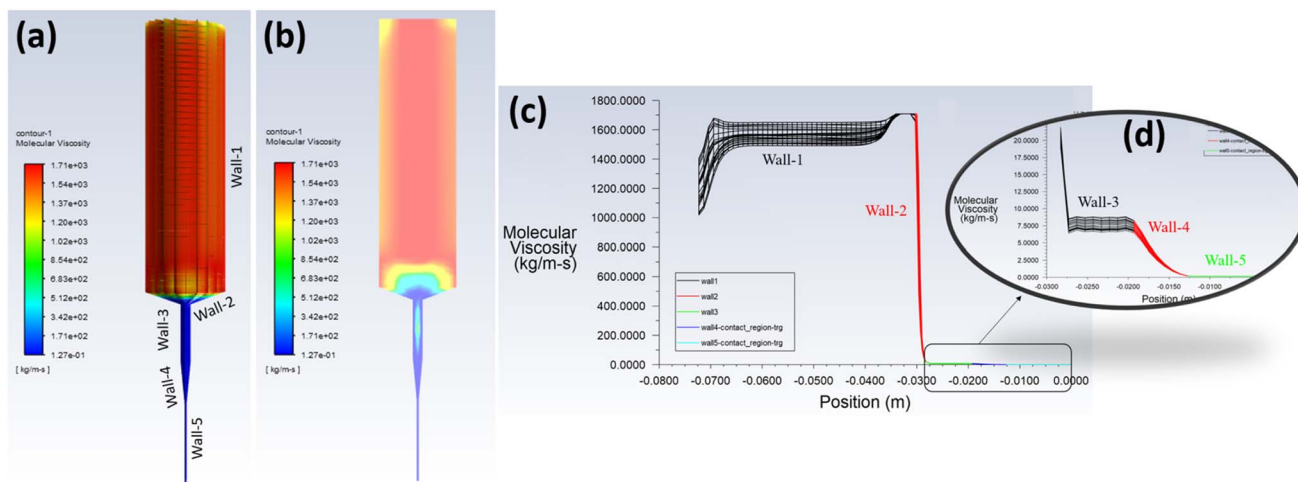 (a)
contour-1
Molecular Viscosity
1.71e+03
1.54e+03
1.37e+03
1.20e+03
1.02e+03
8.54e+02
6.83e+02
5.12e+02
3.42e+02
1.71e+02
1.27e-01
[ kg/m-s ]
Wall-1
Wall-2
Wall-3
Wall-4
Wall-5
(b)
contour-1
Molecular Viscosity
1.71e+03
1.54e+03
1.37e+03
1.20e+03
1.02e+03
8.54e+02
6.83e+02
5.12e+02
3.42e+02
1.71e+02
1.27e-01
[ kg/m-s ]
(c)
1800.0000
1600.0000
1400.0000
1200.0000
1000.0000
800.0000
600.0000
400.0000
200.0000
0.0000
Molecular
Viscosity
(kg/m-s)
Wall-1
Wall-2
wall1
wall2
wall3
wall4-contact_region-trg
wall5-contact_region-trg
-0.0800 -0.0700 -0.0600 -0.0500 -0.0400 -0.0300 -0.0200 -0.0100 0.0000
Position (m)
(d)
20.0000
17.5000
15.0000
12.5000
10.0000
7.5000
5.0000
2.5000
0.0000
Molecular
Viscosity
(kg/m-s)
Wall-3
Wall-4
Wall-5
wall4-contact_region
wall5-contact_region-trg
-0.0300 -0.0250 -0.0200 -0.0150 -0.0100
Position (m)